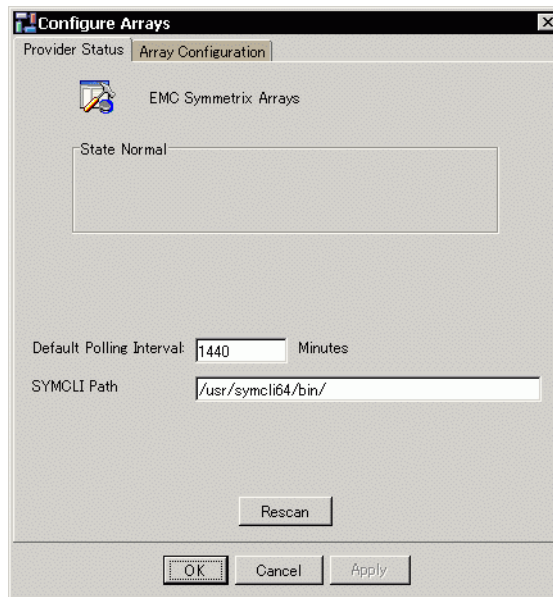 Configure Arrays
Provider Status Array Configuration
EMC Symmetrix Arrays
State Normal
Default Polling Interval: 1440 Minutes
SYMCLI Path /usr/symcli64/bin/
Rescan
OK Cancel Apply